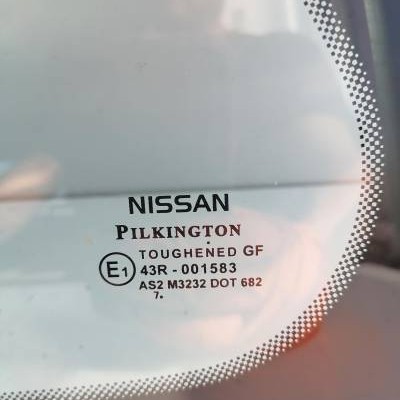 NISSAN
PILKINGTON
TOUGHENED GF
E1 43R - 001583
AS2 M3232 DOT 682
7.